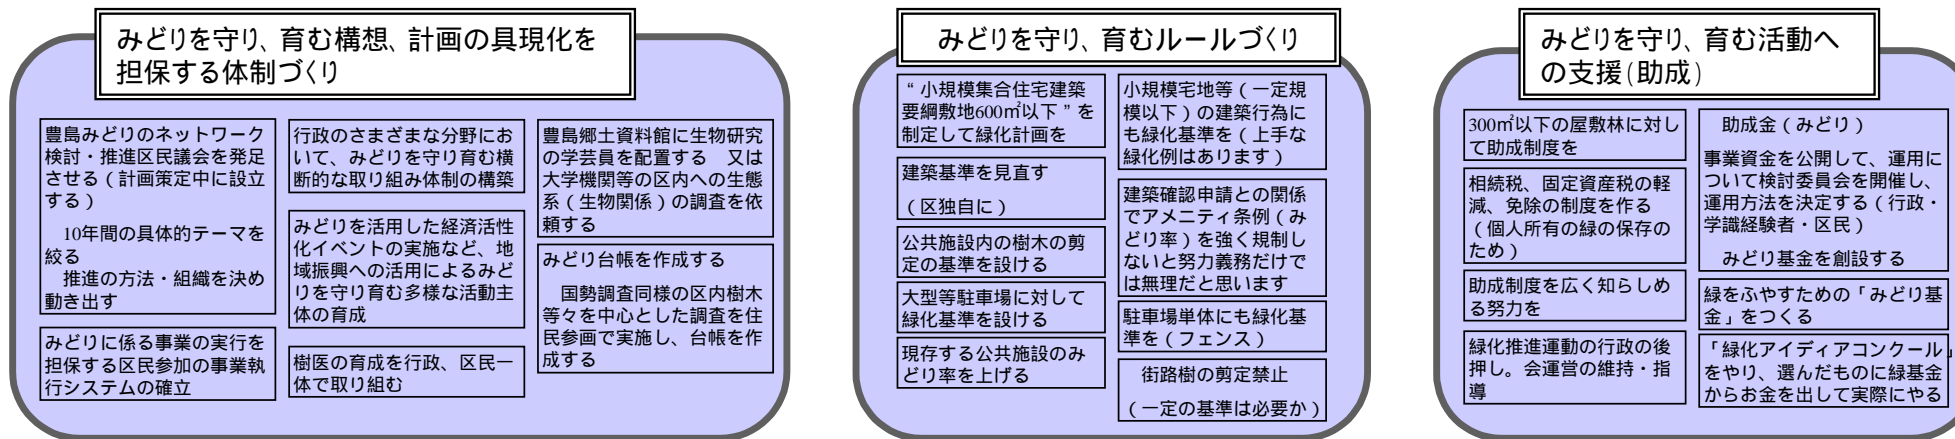 みどりを守り、育む構想、計画の具現化を
担保する体制づくり
豊島みどりのネットワーク
検討・推進区民議会を発足
させる（計画策定中に設立
する）
10年間の具体的テーマを
絞る
推進の方法・組織を決め
動き出す
みどりに係る事業の実行を
担保する区民参加の事業執
行システムの確立
行政のさまざまな分野にお
いて、みどりを守り育む横
断的な取り組み体制の構築
みどりを活用した経済活性
化イベントの実施など、地
域振興への活用によるみど
りを守り育む多様な活動主
体の育成
樹医の育成を行政、区民一
体で取り組む
豊島郷土資料館に生物研究
の学芸員を配置する　又は
大学機関等の区内への生態
系（生物関係）の調査を依
頼する
みどり台帳を作成する
国勢調査同様の区内樹木
等々を中心とした調査を住
民参画で実施し、台帳を作
成する
みどりを守り、育むルールづくり
“小規模集合住宅建築
要綱敷地600㎡以下”を
制定して緑化計画を
建築基準を見直す
（区独自に）
公共施設内の樹木の剪
定の基準を設ける
大型等駐車場に対して
緑化基準を設ける
現存する公共施設のみ
どり率を上げる
小規模宅地等（一定規
模以下）の建築行為に
も緑化基準を（上手な
緑化例はあります）
建築確認申請との関係
でアメニティ条例（み
どり率）を強く規制し
ないと努力義務だけで
は無理だと思います
駐車場単体にも緑化基
準を（フェンス）
街路樹の剪定禁止
（一定の基準は必要か）
みどりを守り、育む活動へ
の支援（助成）
300㎡以下の屋敷林に対し
て助成制度を
相続税、固定資産税の軽
減、免除の制度を作る
（個人所有の緑の保存の
ため）
助成制度を広く知らしめ
る努力を
緑化推進運動の行政の後
押し。会運営の維持・指
導
助成金（みどり）
事業資金を公開して、運用に
ついて検討委員会を開催し、
運用方法を決定する（行政・
学識経験者・区民）
みどり基金を創設する
緑をふやすための「みどり基
金」をつくる
「緑化アイディアコンクール」
をやり、選んだものに緑基金
からお金を出して実際にやる